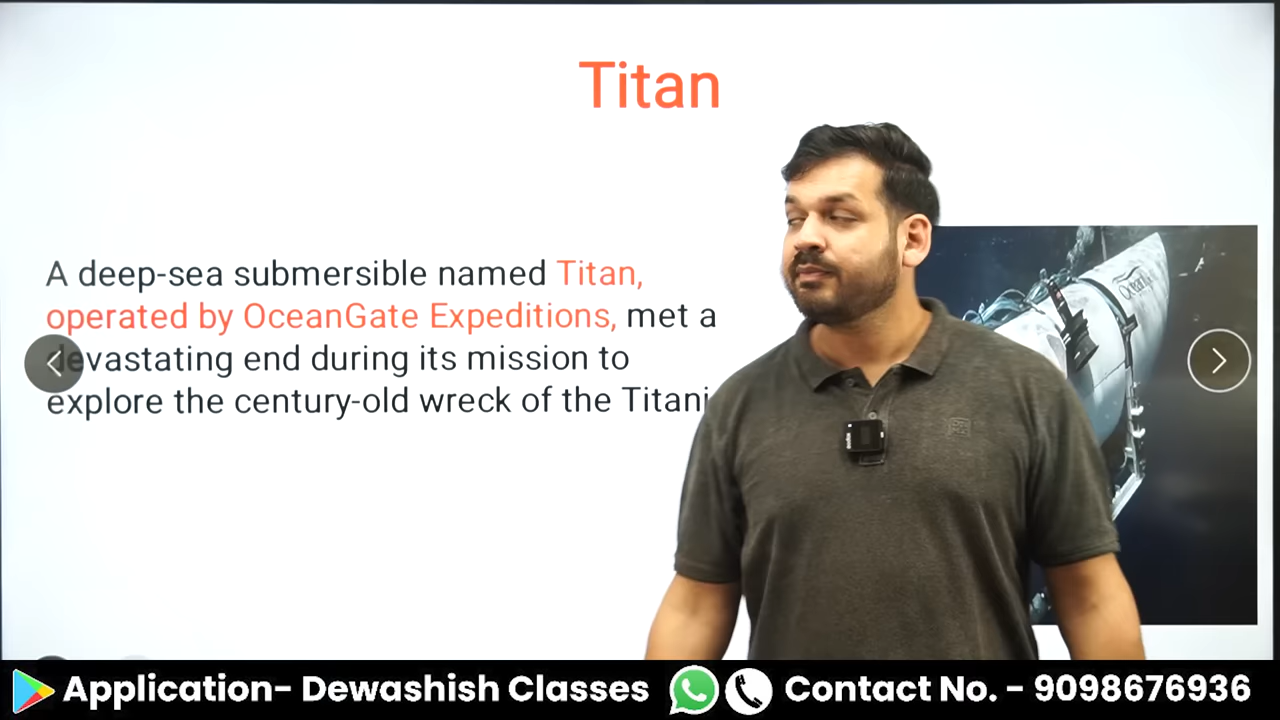 Titan
A deep-sea submersible named Titan,
operated by OceanGate Expeditions, met a
devastating end during its mission to
explore the century-old wreck of the
Application- Dewashish Classes
Contact No. - 9098676936